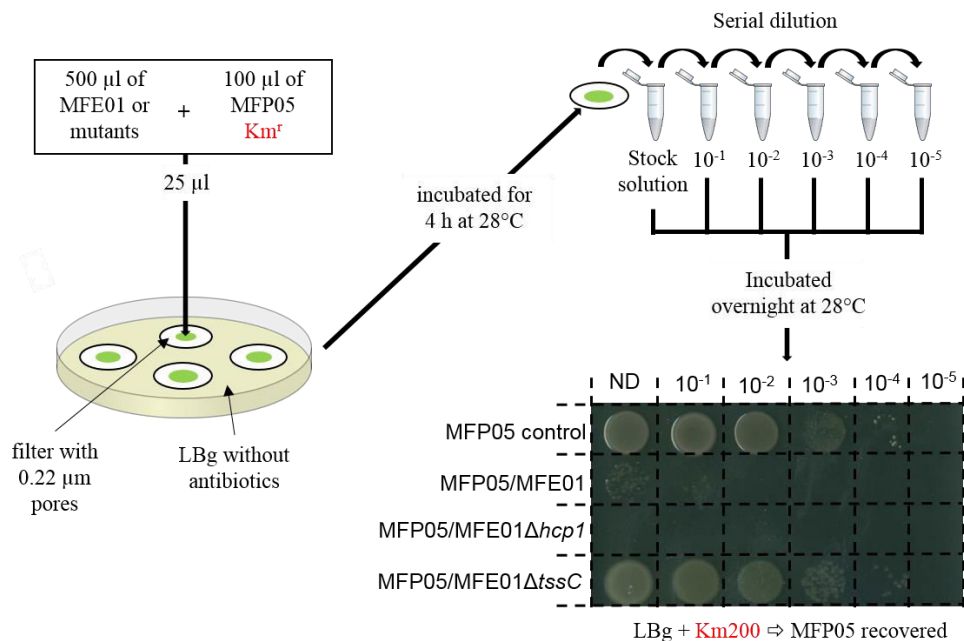 Serial dilution
500 µl of
MFE01 or
mutants
+
100 µl of
MFP05
Kmʳ
25 µl
incubated for
4 h at 28°C
Stock
solution
10⁻¹
10⁻²
10⁻³
10⁻⁴
10⁻⁵
Incubated
overnight at 28°C
filter with
0.22 µm
pores
LBg without
antibiotics
ND 10⁻¹ 10⁻² 10⁻³ 10⁻⁴ 10⁻⁵
MFP05 control
MFP05/MFE01
MFP05/MFE01Δhcp1
MFP05/MFE01ΔtssC
LBg + Km200 ⇨ MFP05 recovered